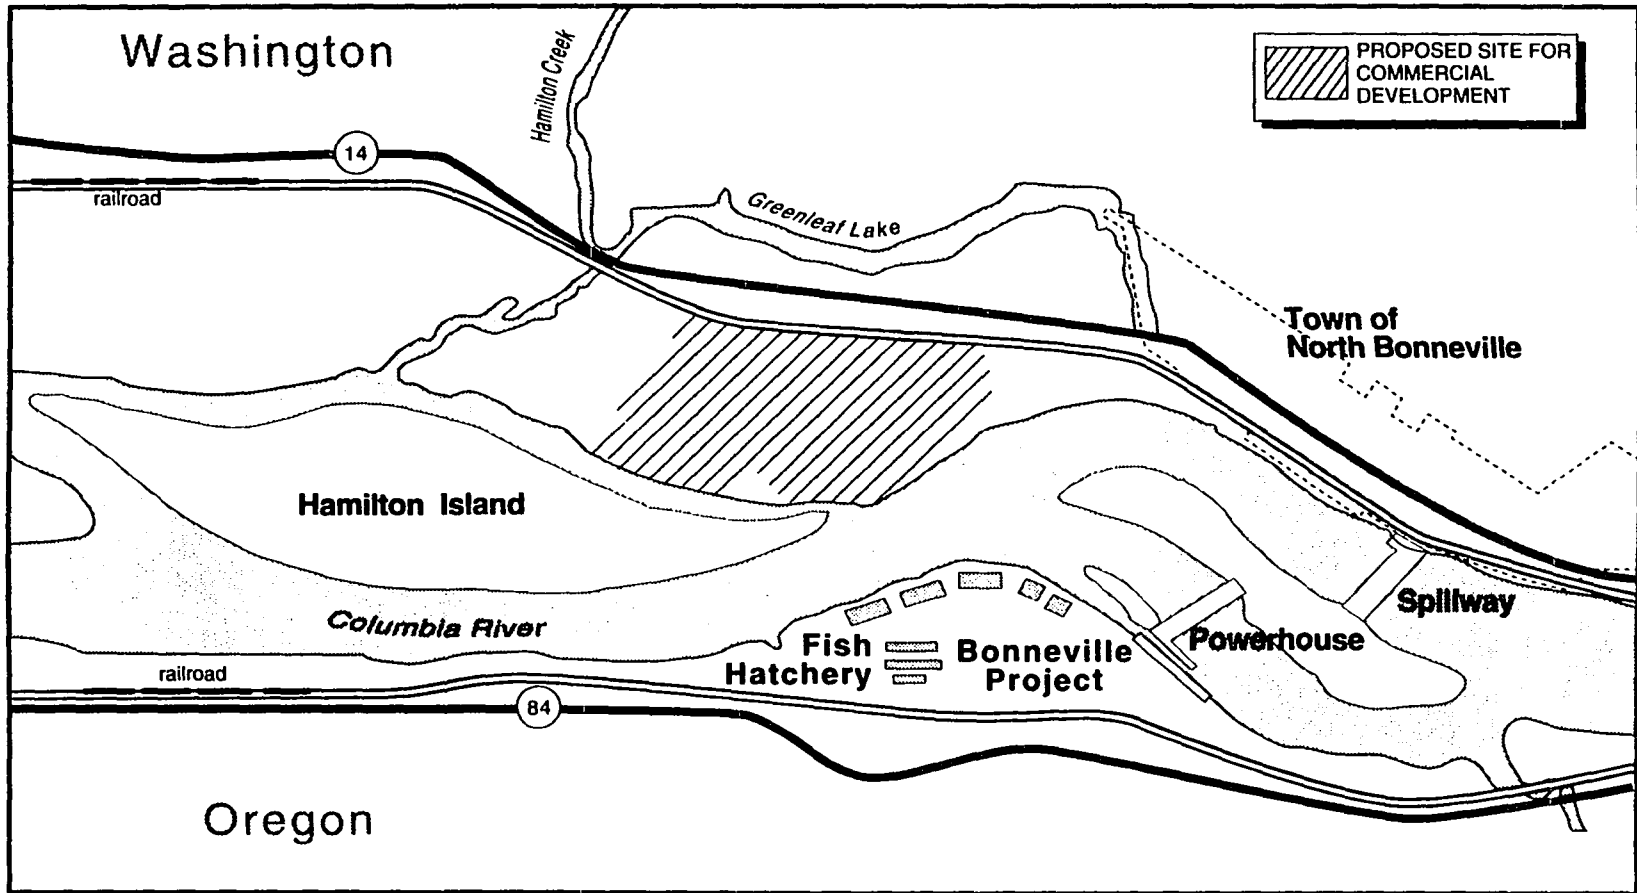 Washington
Hamilton Creek
PROPOSED SITE FOR
COMMERCIAL
DEVELOPMENT
14
railroad
Greenleaf Lake
Town of
North Bonneville
Hamilton Island
Columbia River
Spillway
Powerhouse
Fish
Hatchery
Bonneville
Project
railroad
84
Oregon